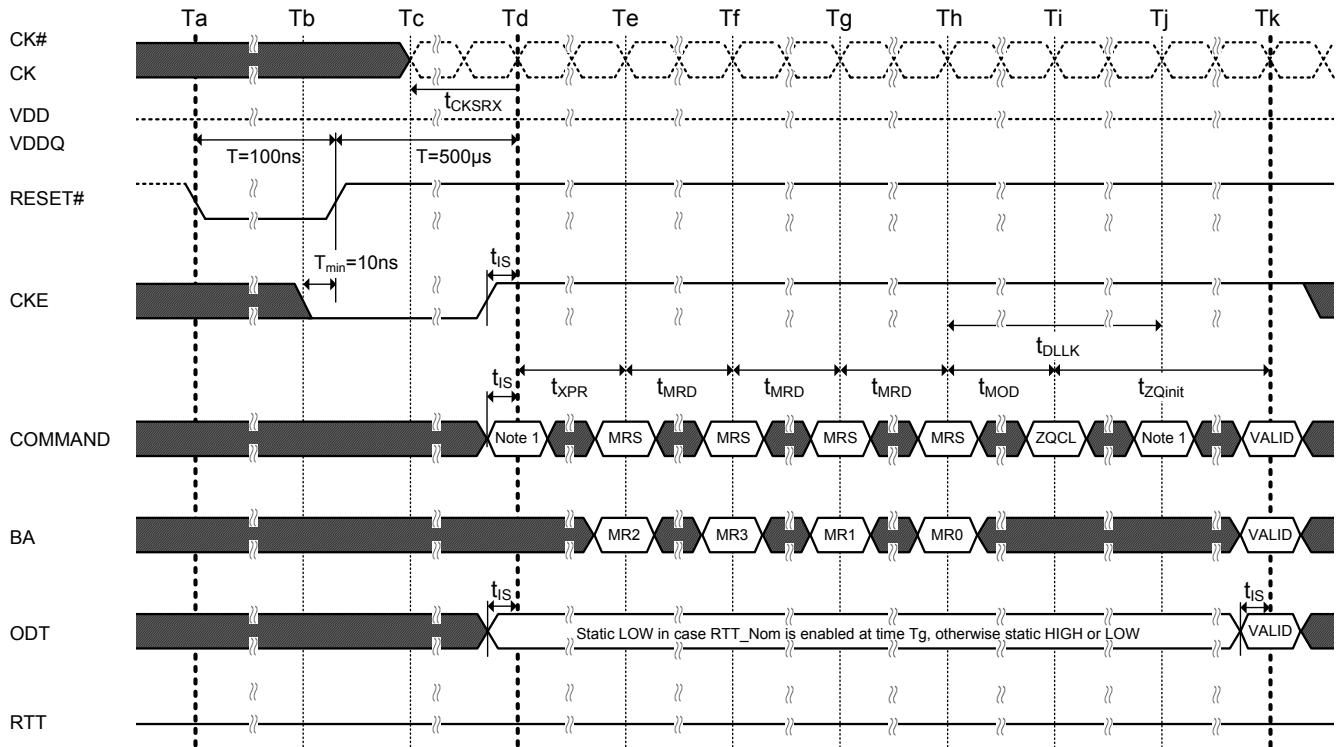 Ta Tb Tc Td Te Tf Tg Th Ti Tj Tk
CK#
CK
tCKSRX
VDD
VDDQ
T=100ns T=500µs
RESET#
Tmin=10ns tIS
CKE
tDLLK
tIS tXPR tMRD tMRD tMRD tMOD tZQinit
COMMAND Note 1 MRS MRS MRS MRS ZQCL Note 1 VALID
BA MR2 MR3 MR1 MR0 VALID
tIS tIS
ODT Static LOW in case RTT_Nom is enabled at time Tg, otherwise static HIGH or LOW VALID
RTT